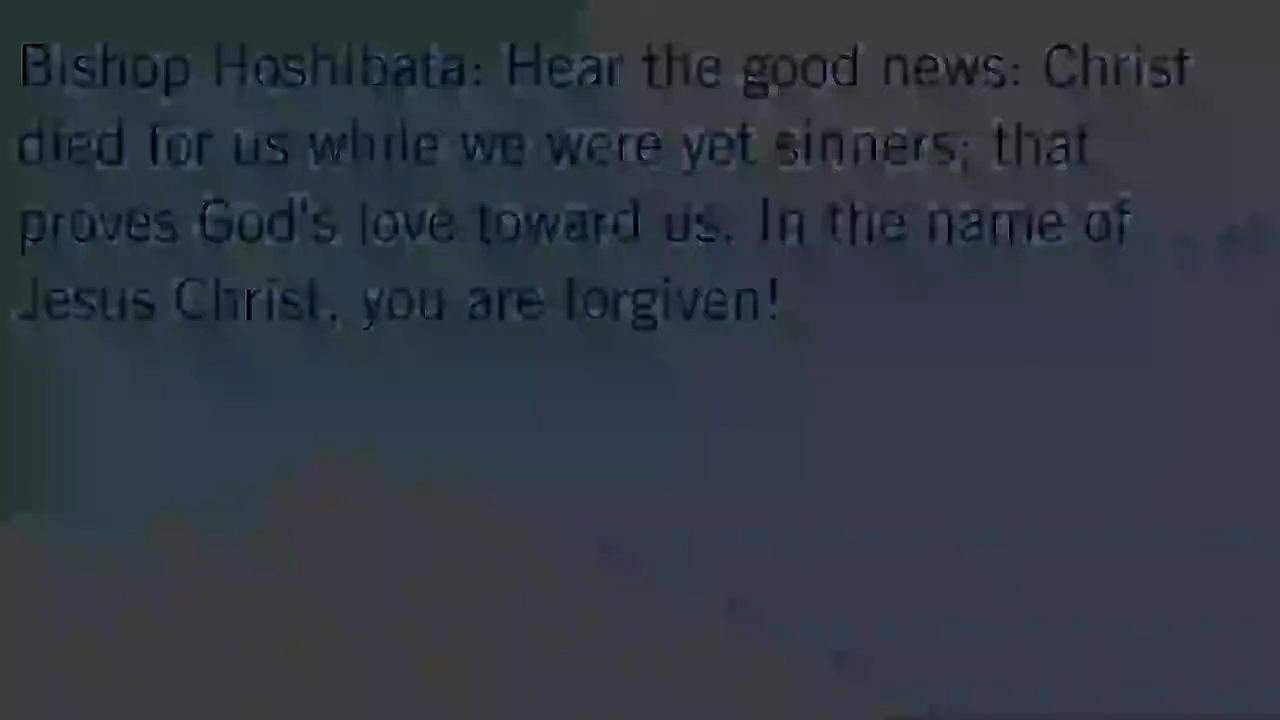 Bishop Hoshibata: Hear the good news: Christ
died for us while we were yet sinners; that
proves God's love toward us. In the name of
Jesus Christ, you are forgiven!